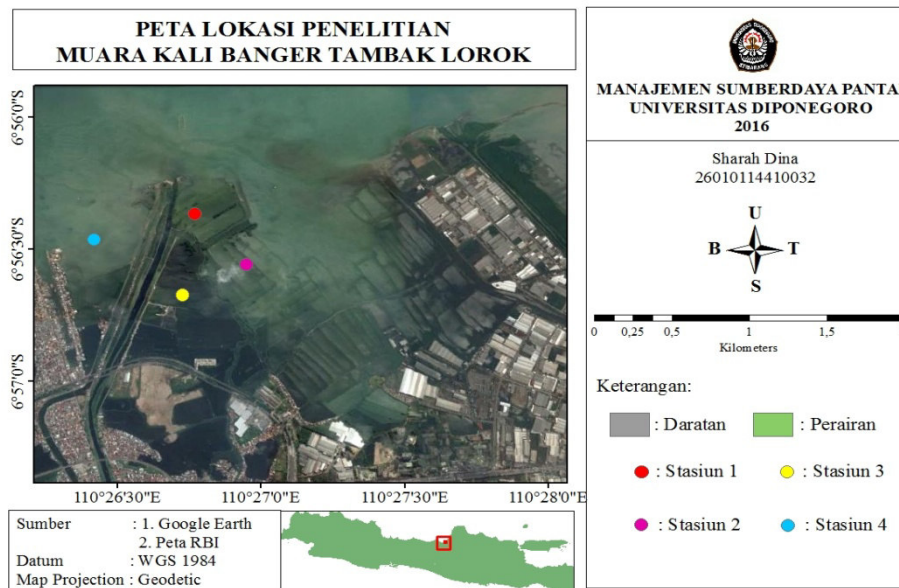 PETA LOKASI PENELITIAN
MUARA KALI BANGER TAMBAK LOROK
6°56'0"S
6°56'30"S
6°57'0"S
110°26'30"E
110°27'0"E
110°27'30"E
110°28'0"E
Sumber : 1. Google Earth
2. Peta RBI
Datum : WGS 1984
Map Projection : Geodetic
MANAJEMEN SUMBERDAYA PANTA
UNIVERSITAS DIPONEGORO
2016
Sharah Dina
26010114410032
U
B T
S
0 0,25 0,5 1 1,5
Kilometers
Keterangan:
: Daratan : Perairan
: Stasiun 1 : Stasiun 3
: Stasiun 2 : Stasiun 4